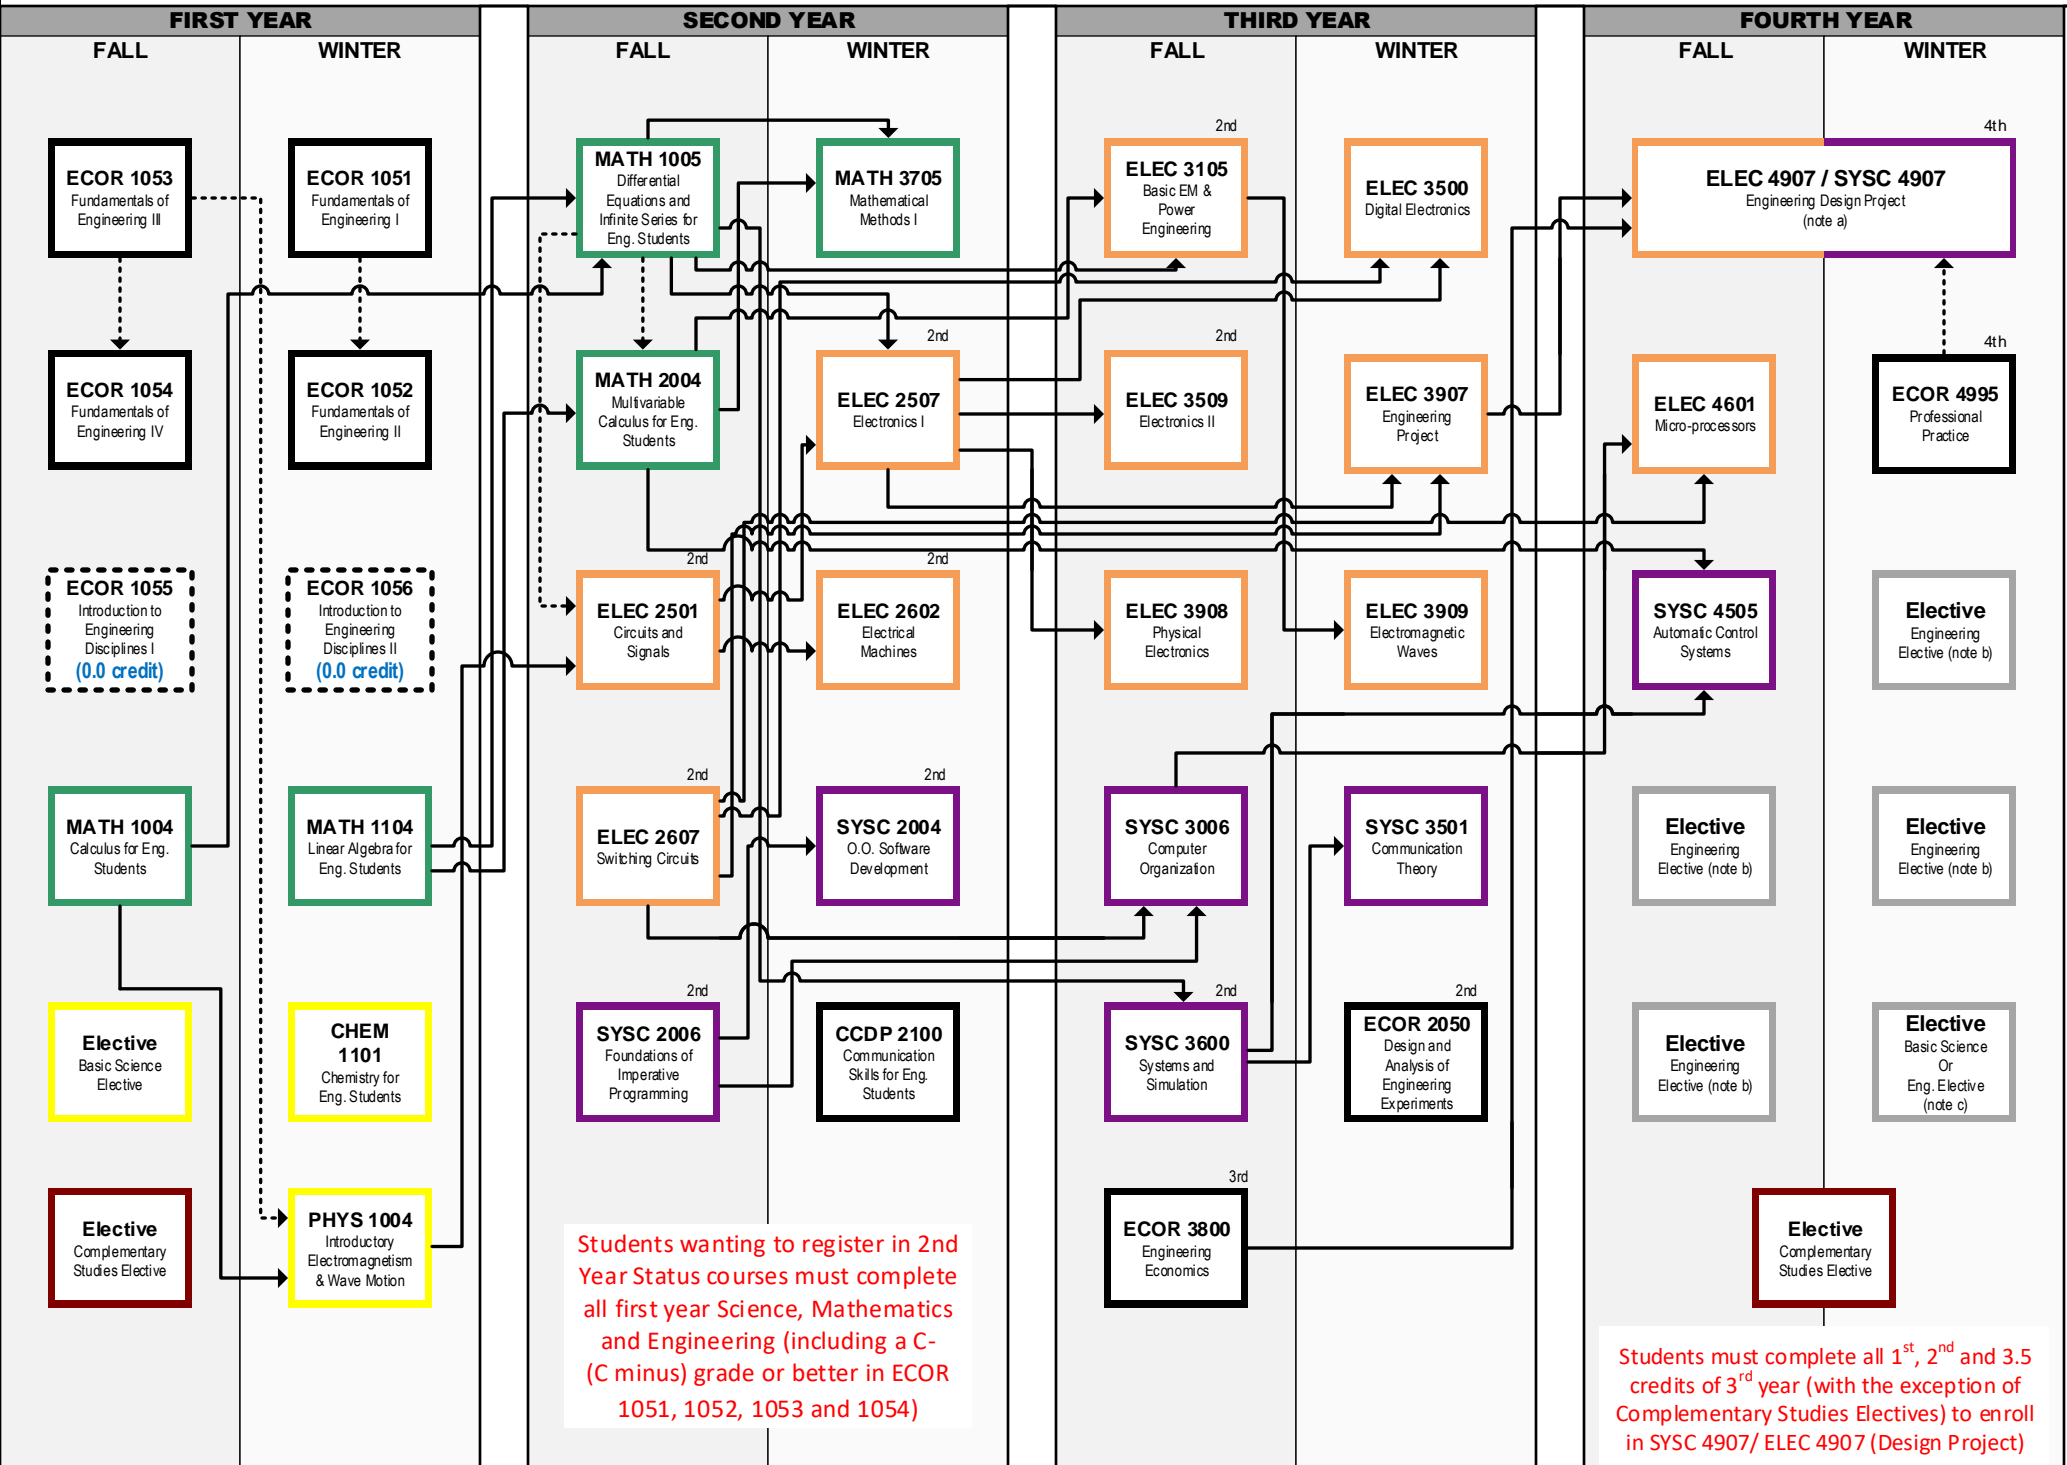 FIRST YEAR
SECOND YEAR
THIRD YEAR
FOURTH YEAR
FALL
WINTER
FALL
WINTER
FALL
WINTER
FALL
WINTER
ECOR 1053
Fundamentals of
Engineering III
ECOR 1051
Fundamentals of
Engineering I
MATH 1005
Differential
Equations and
Infinite Series for
Eng. Students
MATH 3705
Mathematical
Methods I
2nd
ELEC 3105
Basic EM &
Power
Engineering
ELEC 3500
Digital Electronics
4th
ELEC 4907 / SYSC 4907
Engineering Design Project
(note a)
ECOR 1054
Fundamentals of
Engineering IV
ECOR 1052
Fundamentals of
Engineering II
MATH 2004
Multivariable
Calculus for Eng.
Students
2nd
ELEC 2507
Electronics I
2nd
ELEC 3509
Electronics II
ELEC 3907
Engineering
Project
ELEC 4601
Micro-processors
4th
ECOR 4995
Professional
Practice
ECOR 1055
Introduction to
Engineering
Disciplines I
(0.0 credit)
ECOR 1056
Introduction to
Engineering
Disciplines II
(0.0 credit)
2nd
ELEC 2501
Circuits and
Signals
2nd
ELEC 2602
Electrical
Machines
ELEC 3908
Physical
Electronics
ELEC 3909
Electromagnetic
Waves
SYSC 4505
Automatic Control
Systems
Elective
Engineering
Elective (note b)
MATH 1004
Calculus for Eng.
Students
MATH 1104
Linear Algebra for
Eng. Students
2nd
ELEC 2607
Switching Circuits
2nd
SYSC 2004
O.O. Software
Development
SYSC 3006
Computer
Organization
SYSC 3501
Communication
Theory
Elective
Engineering
Elective (note b)
Elective
Engineering
Elective (note b)
Elective
Basic Science
Elective
CHEM
1101
Chemistry for
Eng. Students
2nd
SYSC 2006
Foundations of
Imperative
Programming
CCDP 2100
Communication
Skills for Eng.
Students
2nd
SYSC 3600
Systems and
Simulation
2nd
ECOR 2050
Design and
Analysis of
Engineering
Experiments
Elective
Engineering
Elective (note b)
Elective
Basic Science
Or
Eng. Elective
(note c)
Elective
Complementary
Studies Elective
PHYS 1004
Introductory
Electromagnetism
& Wave Motion
3rd
ECOR 3800
Engineering
Economics
Elective
Complementary
Studies Elective
Students wanting to register in 2nd
Year Status courses must complete
all first year Science, Mathematics
and Engineering (including a C-
(C minus) grade or better in ECOR
1051, 1052, 1053 and 1054)
Students must complete all 1st, 2nd and 3.5
credits of 3rd year (with the exception of
Complementary Studies Electives) to enroll
in SYSC 4907/ ELEC 4907 (Design Project)